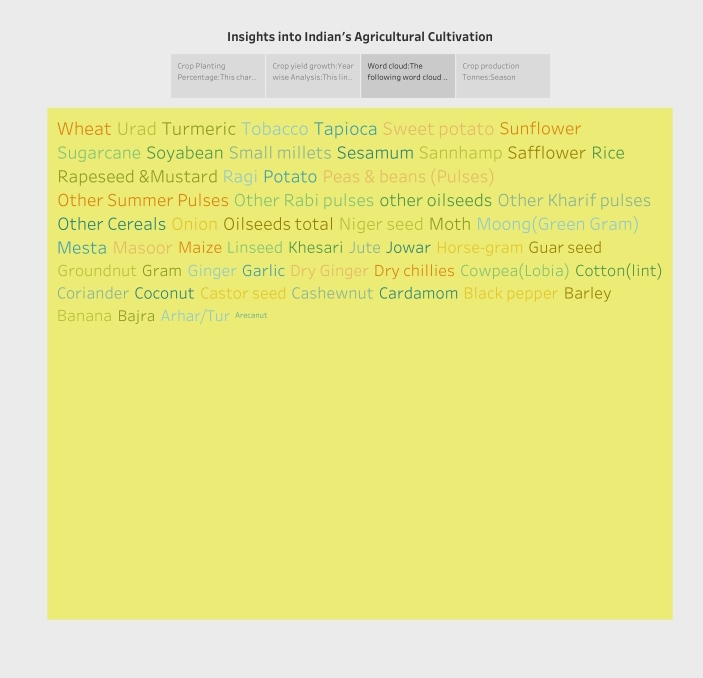 Insights into Indian's Agricultural Cultivation
Crop Planting
Percentage:This char...
Crop yield growth:Year
wise Analysis:This lin...
Word cloud:The
following word cloud ...
Crop production
Tonnes:Season
Wheat Urad Turmeric Tobacco Tapioca Sweet potato Sunflower
Sugarcane Soyabean Small millets Sesamum Sannhamp Safflower Rice
Rapeseed &Mustard Ragi Potato Peas & beans (Pulses)
Other Summer Pulses Other Rabi pulses other oilseeds Other Kharif pulses
Other Cereals Onion Oilseeds total Niger seed Moth Moong(Green Gram)
Mesta Masoor Maize Linseed Khesari Jute Jowar Horse-gram Guar seed
Groundnut Gram Ginger Garlic Dry Ginger Dry chillies Cowpea(Lobia) Cotton(lint)
Coriander Coconut Castor seed Cashewnut Cardamom Black pepper Barley
Banana Bajra Arhar/Tur Arecanut